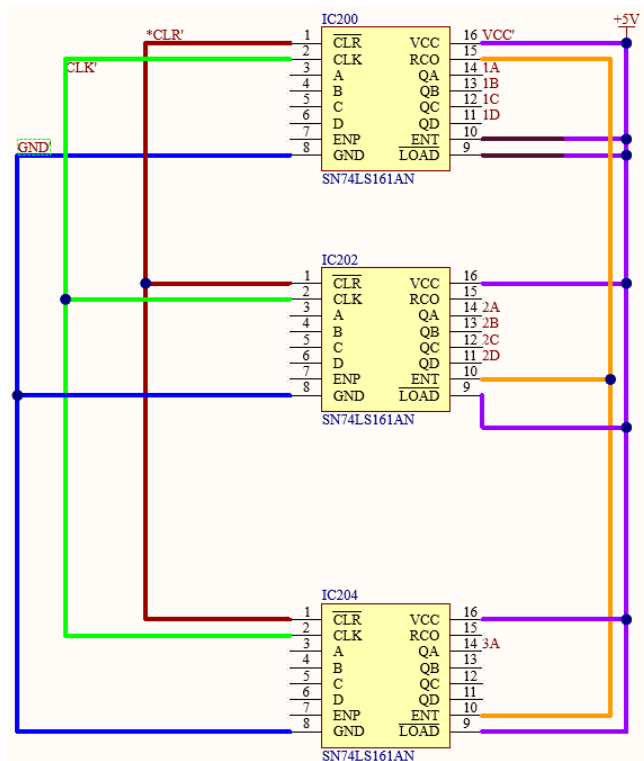 +5V
IC200
*CLR' 1 CLR VCC 16 VCC'
CLK' 2 CLK RCO 15
3 A QA 14 1A
4 B QB 13 1B
5 C QC 12 1C
6 D QD 11 1D
7 ENP ENT 10
GND' 8 GND LOAD 9
SN74LS161AN
IC202
1 CLR VCC 16
2 CLK RCO 15
3 A QA 14 2A
4 B QB 13 2B
5 C QC 12 2C
6 D QD 11 2D
7 ENP ENT 10
8 GND LOAD 9
SN74LS161AN
IC204
1 CLR VCC 16
2 CLK RCO 15
3 A QA 14 3A
4 B QB 13
5 C QC 12
6 D QD 11
7 ENP ENT 10
8 GND LOAD 9
SN74LS161AN